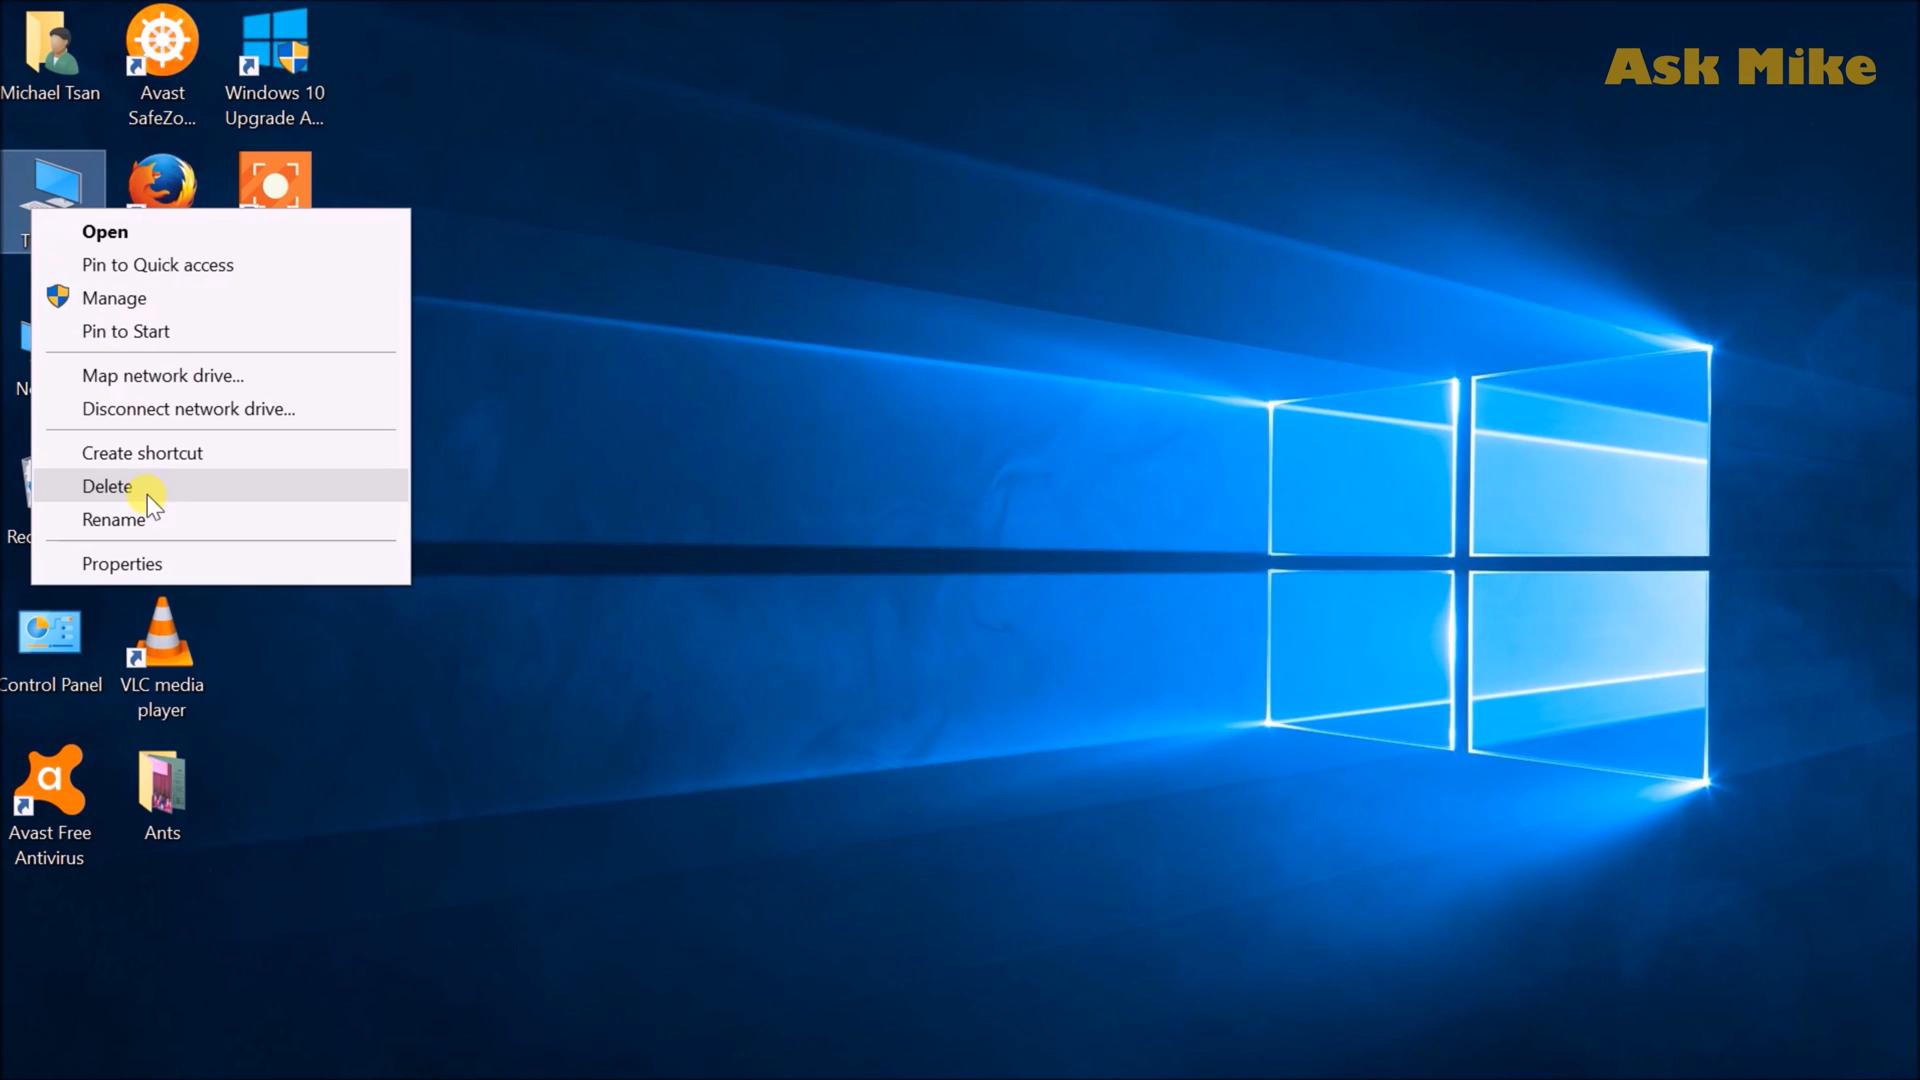 Ask Mike
Michael Tsan
Avast
SafeZo...
Windows 10
Upgrade A...
Open
Pin to Quick access
Manage
Pin to Start
Map network drive...
Disconnect network drive...
Create shortcut
Delete
Rename
Properties
Control Panel
VLC media
player
Avast Free
Antivirus
Ants